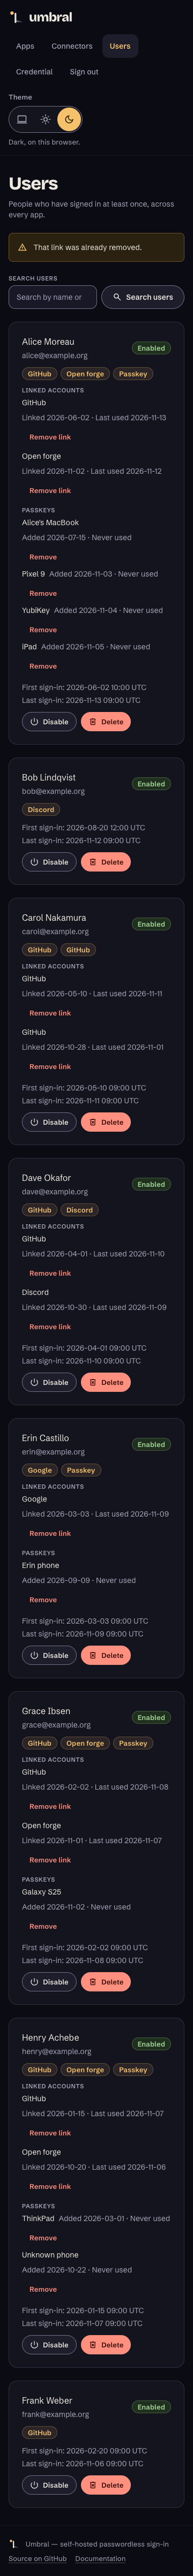 umbral
Apps Connectors Users
Credential Sign out
Theme
Dark, on this browser.
Users
People who have signed in at least once, across
every app.
That link was already removed.
SEARCH USERS
Search by name or
Search users
Alice Moreau
alice@example.org
Enabled
GitHub Open forge Passkey
LINKED ACCOUNTS
GitHub
Linked 2026-06-02 · Last used 2026-11-13
Remove link
Open forge
Linked 2026-11-02 · Last used 2026-11-12
Remove link
PASSKEYS
Alice's MacBook
Added 2026-07-15 · Never used
Remove
Pixel 9 Added 2026-11-03 · Never used
Remove
YubiKey Added 2026-11-04 · Never used
Remove
iPad Added 2026-11-05 · Never used
Remove
First sign-in: 2026-06-02 10:00 UTC
Last sign-in: 2026-11-13 09:00 UTC
Disable Delete
Bob Lindqvist
bob@example.org
Enabled
Discord
First sign-in: 2026-08-20 12:00 UTC
Last sign-in: 2026-11-12 09:00 UTC
Disable Delete
Carol Nakamura
carol@example.org
Enabled
GitHub GitHub
LINKED ACCOUNTS
GitHub
Linked 2026-05-10 · Last used 2026-11-11
Remove link
GitHub
Linked 2026-10-28 · Last used 2026-11-01
Remove link
First sign-in: 2026-05-10 09:00 UTC
Last sign-in: 2026-11-11 09:00 UTC
Disable Delete
Dave Okafor
dave@example.org
Enabled
GitHub Discord
LINKED ACCOUNTS
GitHub
Linked 2026-04-01 · Last used 2026-11-10
Remove link
Discord
Linked 2026-10-30 · Last used 2026-11-09
Remove link
First sign-in: 2026-04-01 09:00 UTC
Last sign-in: 2026-11-10 09:00 UTC
Disable Delete
Erin Castillo
erin@example.org
Enabled
Google Passkey
LINKED ACCOUNTS
Google
Linked 2026-03-03 · Last used 2026-11-09
Remove link
PASSKEYS
Erin phone
Added 2026-09-09 · Never used
Remove
First sign-in: 2026-03-03 09:00 UTC
Last sign-in: 2026-11-09 09:00 UTC
Disable Delete
Grace Ibsen
grace@example.org
Enabled
GitHub Open forge Passkey
LINKED ACCOUNTS
GitHub
Linked 2026-02-02 · Last used 2026-11-08
Remove link
Open forge
Linked 2026-11-01 · Last used 2026-11-07
Remove link
PASSKEYS
Galaxy S25
Added 2026-11-02 · Never used
Remove
First sign-in: 2026-02-02 09:00 UTC
Last sign-in: 2026-11-08 09:00 UTC
Disable Delete
Henry Achebe
henry@example.org
Enabled
GitHub Open forge Passkey
LINKED ACCOUNTS
GitHub
Linked 2026-01-15 · Last used 2026-11-07
Remove link
Open forge
Linked 2026-10-20 · Last used 2026-11-06
Remove link
PASSKEYS
ThinkPad Added 2026-03-01 · Never used
Remove
Unknown phone
Added 2026-10-22 · Never used
Remove
First sign-in: 2026-01-15 09:00 UTC
Last sign-in: 2026-11-07 09:00 UTC
Disable Delete
Frank Weber
frank@example.org
Enabled
GitHub
First sign-in: 2026-02-20 09:00 UTC
Last sign-in: 2026-11-06 09:00 UTC
Disable Delete
Umbral — self-hosted passwordless sign-in
Source on GitHub Documentation